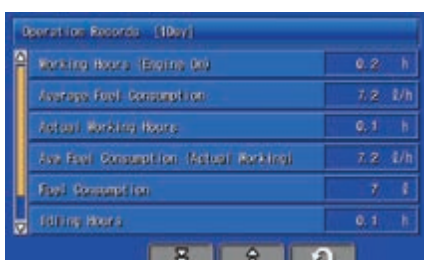 Operation Records [1Day]
Working Hours (Engine On) 0.2 h
Average Fuel Consumption 7.2 ℓ/h
Actual Working Hours 0.1 h
Ave Fuel Consumption (Actual Working) 7.2 ℓ/h
Fuel Consumption 7 ℓ
Idling Hours 0.1 h